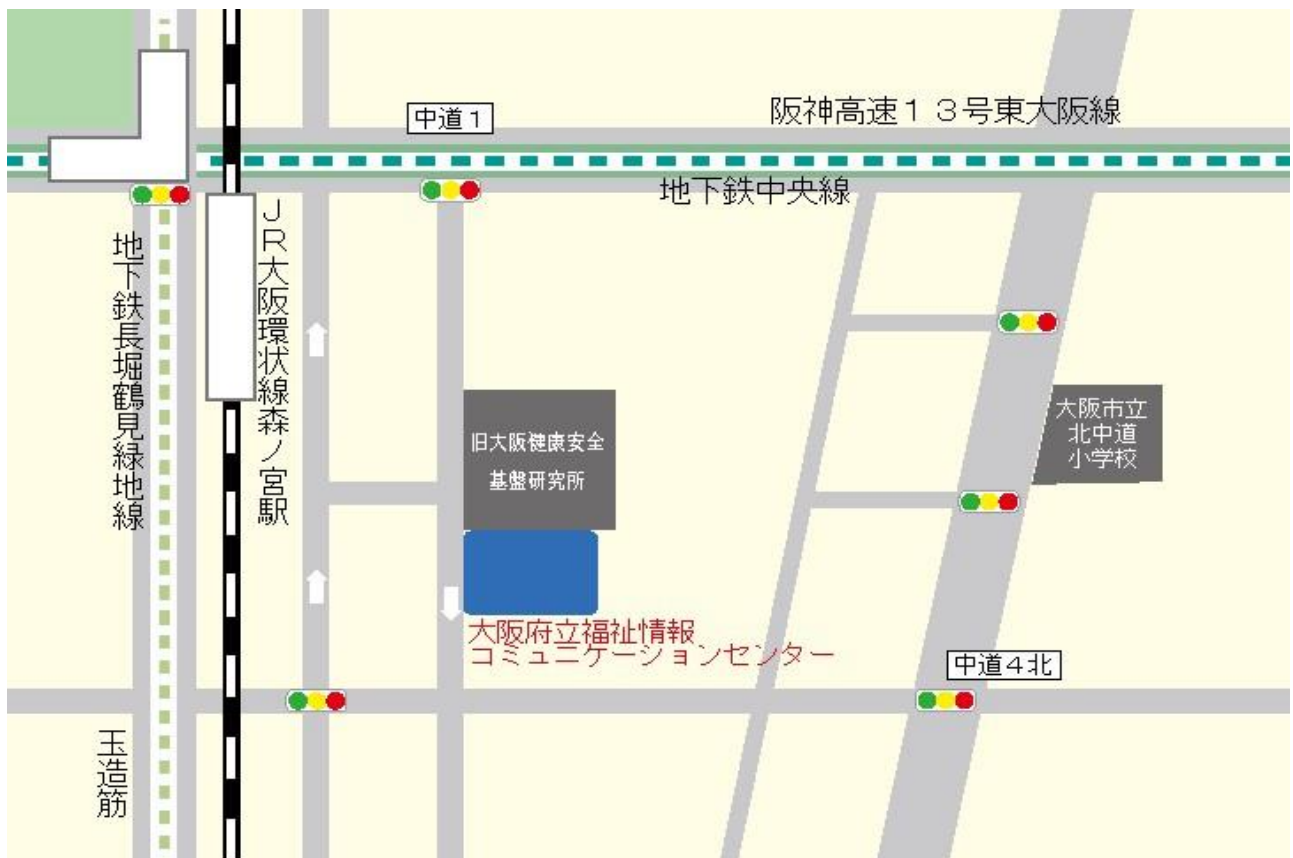 中道１
阪神高速１３号東大阪線
地下鉄中央線
ＪＲ大阪環状線森ノ宮駅
地下鉄長堀鶴見緑地線
大阪市立
北中道
小学校
旧大阪健康安全
基盤研究所
大阪府立福祉情報
コミュニケーションセンター
中道４北
玉造筋